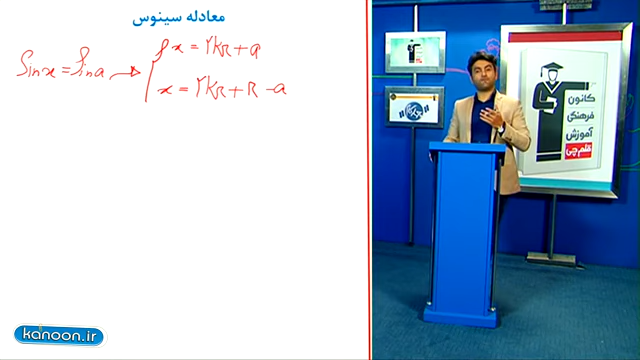 معادله سینوس
Sinx = Sina → x = ۲kπ + a
x = ۲kπ + π - a
کانون
فرهنگی
آموزش
قلم‌چی
kanoon.ir